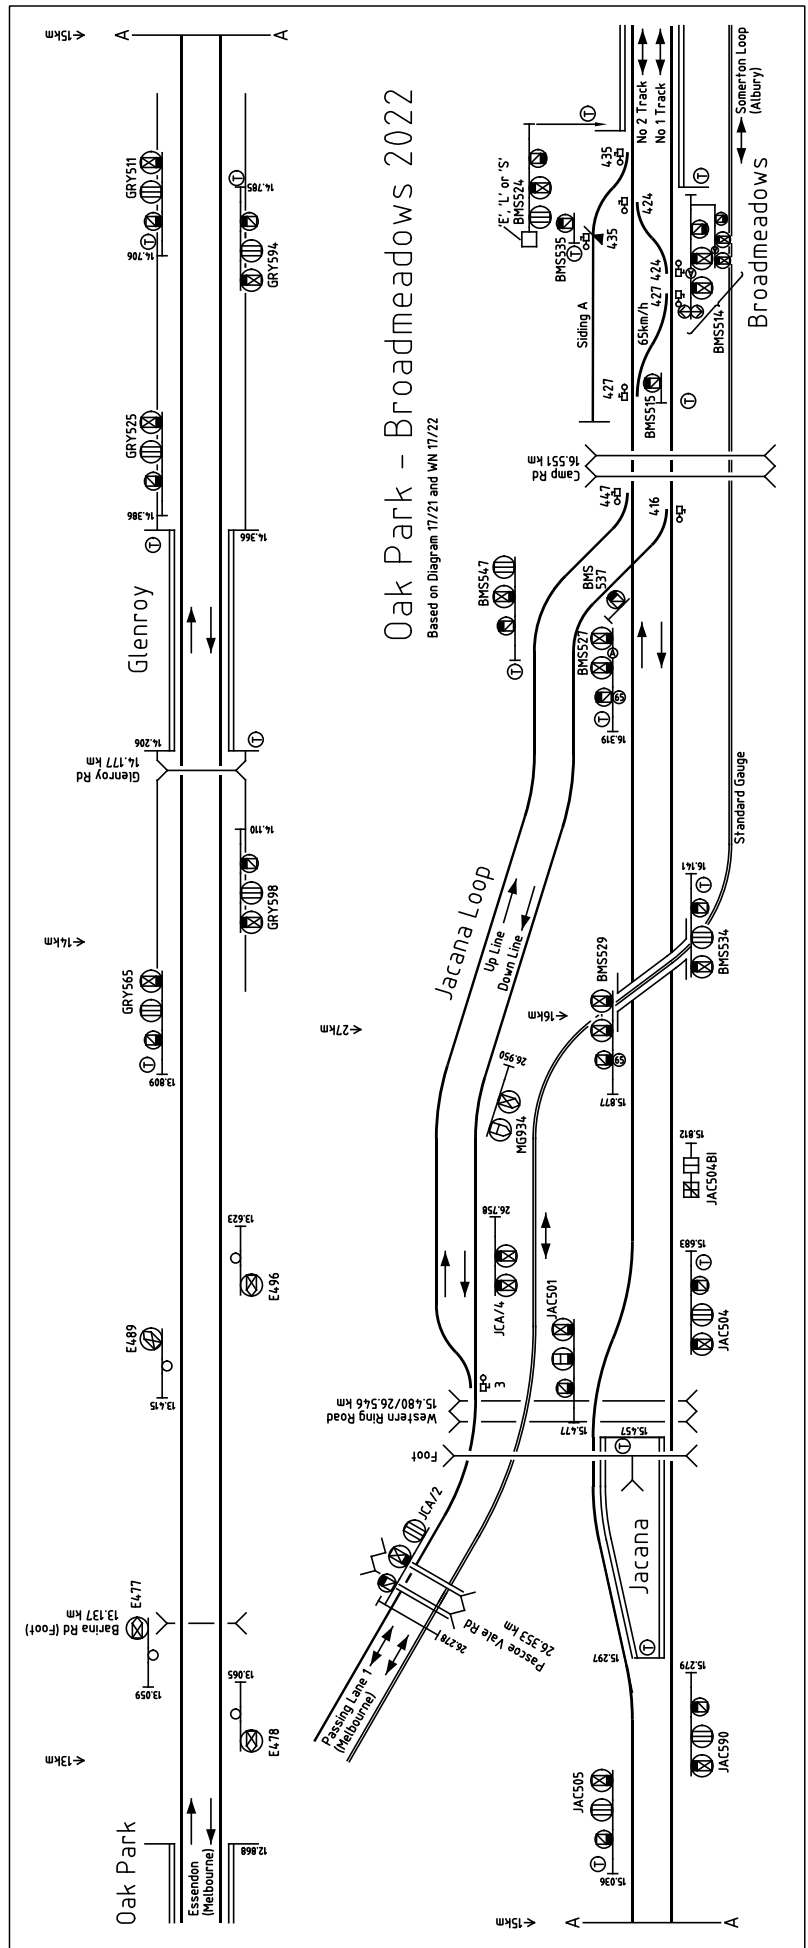 Oak Park - Broadmeadows 2022
Based on Diagram 17/21 and WN 17/22
Oak Park
Essendon
(Melbourne)
12.868
→13km
E478
13.065
E477
13.059
Barina Rd (Foot)
13.137 km
E489
13.415
E496
13.623
GRY565
13.809
→14km
GRY598
14.110
Glenroy Rd
14.177 km
14.206
Glenroy
14.366
GRY525
14.386
GRY594
14.785
GRY511
14.706
→15km
A
A
T
T
T
T
T
Passing Lane 1
(Melbourne)
26.278
Pascoe Vale Rd
26.353 km
JCA/2
Foot
Western Ring Road
15.480/26.546 km
3
JCA/4
26.758
MG934
26.950
→27km
Jacana Loop
Up Line
Down Line
BMS547
T
447
416
BMS
537
→15km
A
A
JAC505
15.036
T
JAC590
15.279
15.297
T
Jacana
T
15.457
JAC501
15.477
JAC504
15.683
T
JAC504BI
15.812
BMS529
15.877
65
→16km
BMS534
16.141
T
Standard Gauge
BMS527
16.319
T
65
A
Camp Rd
16.551 km
BMS515
T
427
427
424
424
65km/h
Siding A
435
435
BMS535
T
'E', 'L' or 'S'
BMS524
T
BMS514
A
T
Broadmeadows
No 2 Track
No 1 Track
Somerton Loop
(Albury)